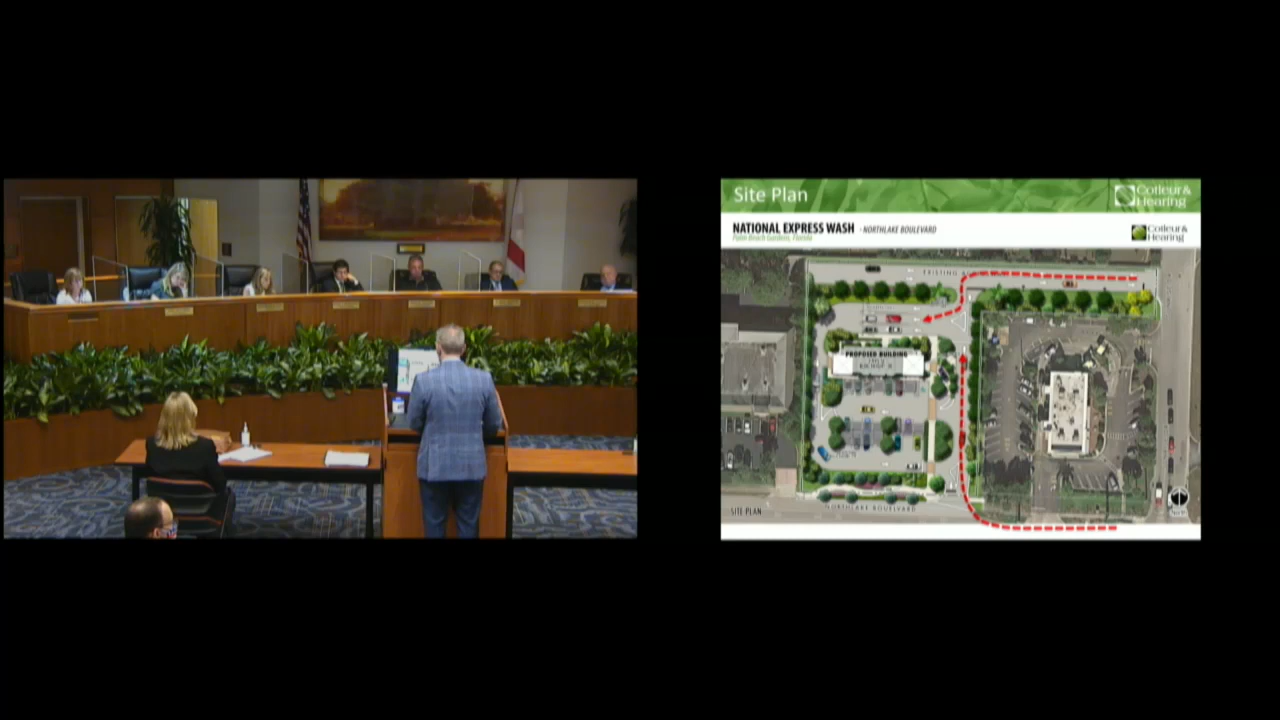 Site Plan
Cotleur &
Hearing
NATIONAL EXPRESS WASH - NORTHLAKE BOULEVARD
Palm Beach Gardens, Florida
Cotleur &
Hearing
EXISTING
PROPOSED BUILDING
NORTHLAKE BOULEVARD
SITE PLAN
North